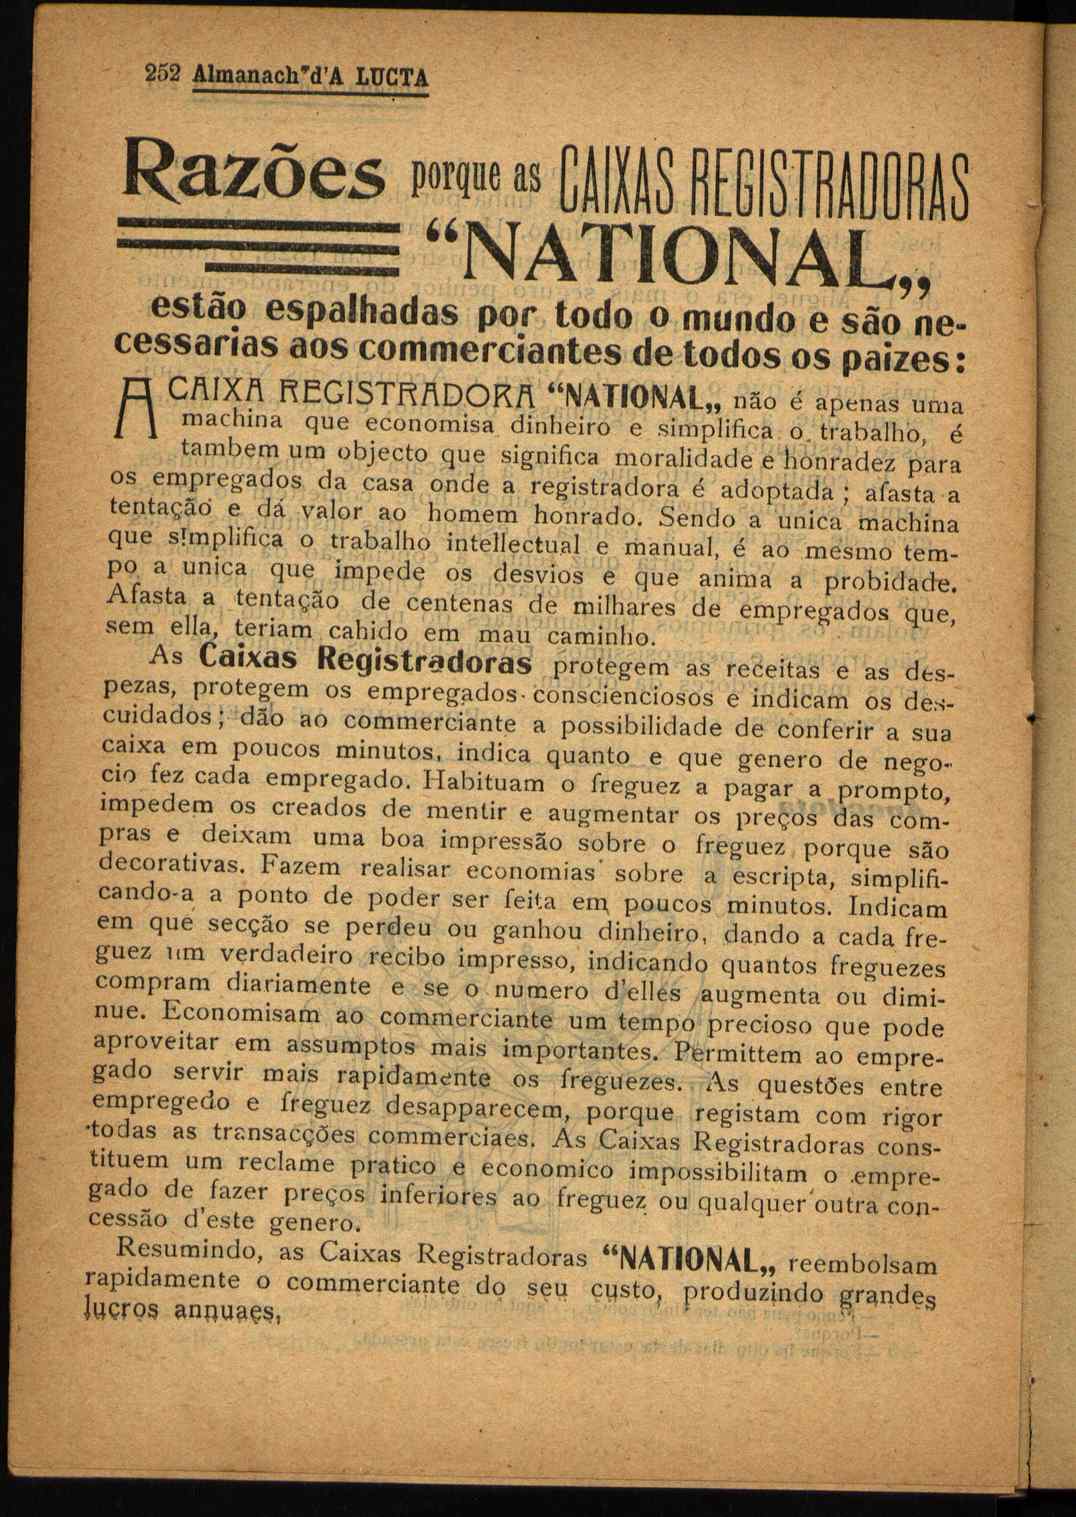 252 Almanach d'A LUCTA
Razões porque as CAIXAS REGISTRADORAS
“NATIONAL„
estão espalhadas por todo o mundo e são ne-
cessarias aos commerciantes de todos os paizes:
A CAIXA REGISTRADORA “NATIONAL„ não é apenas uma
machina que economisa dinheiro e simplifica o trabalho, é
tambem um objecto que significa moralidade e honradez para
os empregados da casa onde a registradora é adoptada; afasta a
tentação e dá valor ao homem honrado. Sendo a unica machina
que s!mplifica o trabalho intellectual e manual, é ao mesmo tem-
po a unica que impede os desvios e que anima a probidade.
Afasta a tentação de centenas de milhares de empregados que,
sem ella, teriam cahido em mau caminho.
As Caixas Registradoras protegem as receitas e as des-
pezas, protegem os empregados conscienciosos e indicam os des-
cuidados; dão ao commerciante a possibilidade de conferir a sua
caixa em poucos minutos, indica quanto e que genero de nego-
cio fez cada empregado. Habituam o freguez a pagar a prompto,
impedem os creados de mentir e augmentar os preços das com-
pras e deixam uma boa impressão sobre o freguez porque são
decorativas. Fazem realisar economias sobre a escripta, simplifi-
cando-a a ponto de poder ser feita em poucos minutos. Indicam
em que secção se perdeu ou ganhou dinheiro, dando a cada fre-
guez um verdadeiro recibo impresso, indicando quantos freguezes
compram diariamente e se o numero d'elles augmenta ou dimi-
nue. Economisam ao commerciante um tempo precioso que pode
aproveitar em assumptos mais importantes. Permittem ao empre-
gado servir mais rapidamente os freguezes. As questões entre
empregedo e freguez desapparecem, porque registam com rigor
todas as transacções commerciaes. As Caixas Registradoras cons-
tituem um reclame pratico e economico impossibilitam o empre-
gado de fazer preços inferiores ao freguez ou qualquer outra con-
cessão d'este genero.
Resumindo, as Caixas Registradoras “NATIONAL„ reembolsam
rapidamente o commerciante do seu custo, produzindo grandes
lucros annuaes,